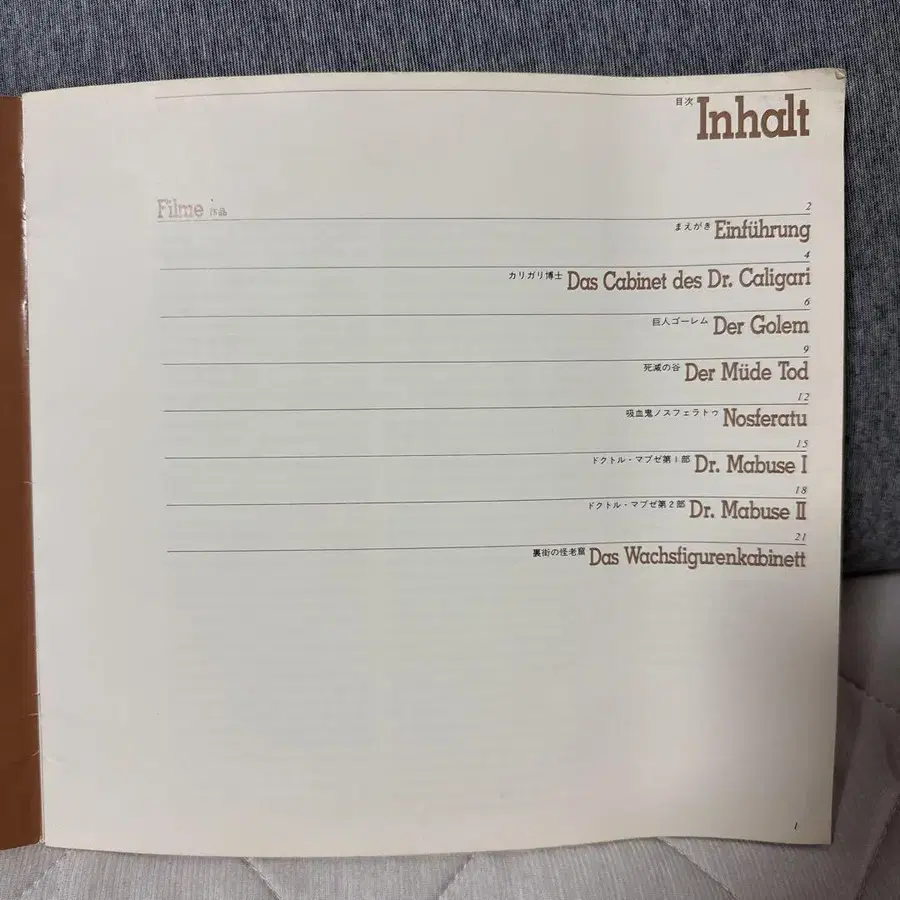 目次 Inhalt
Filme 作品
2
まえがき Einführung
4
カリガリ博士 Das Cabinet des Dr. Caligari
6
巨人ゴーレム Der Golem
9
死滅の谷 Der Müde Tod
12
吸血鬼ノスフェラトゥ Nosferatu
15
ドクトル・マブゼ第1部 Dr. Mabuse I
18
ドクトル・マブゼ第2部 Dr. Mabuse II
21
裏街の怪老窟 Das Wachsfigurenkabinett
1